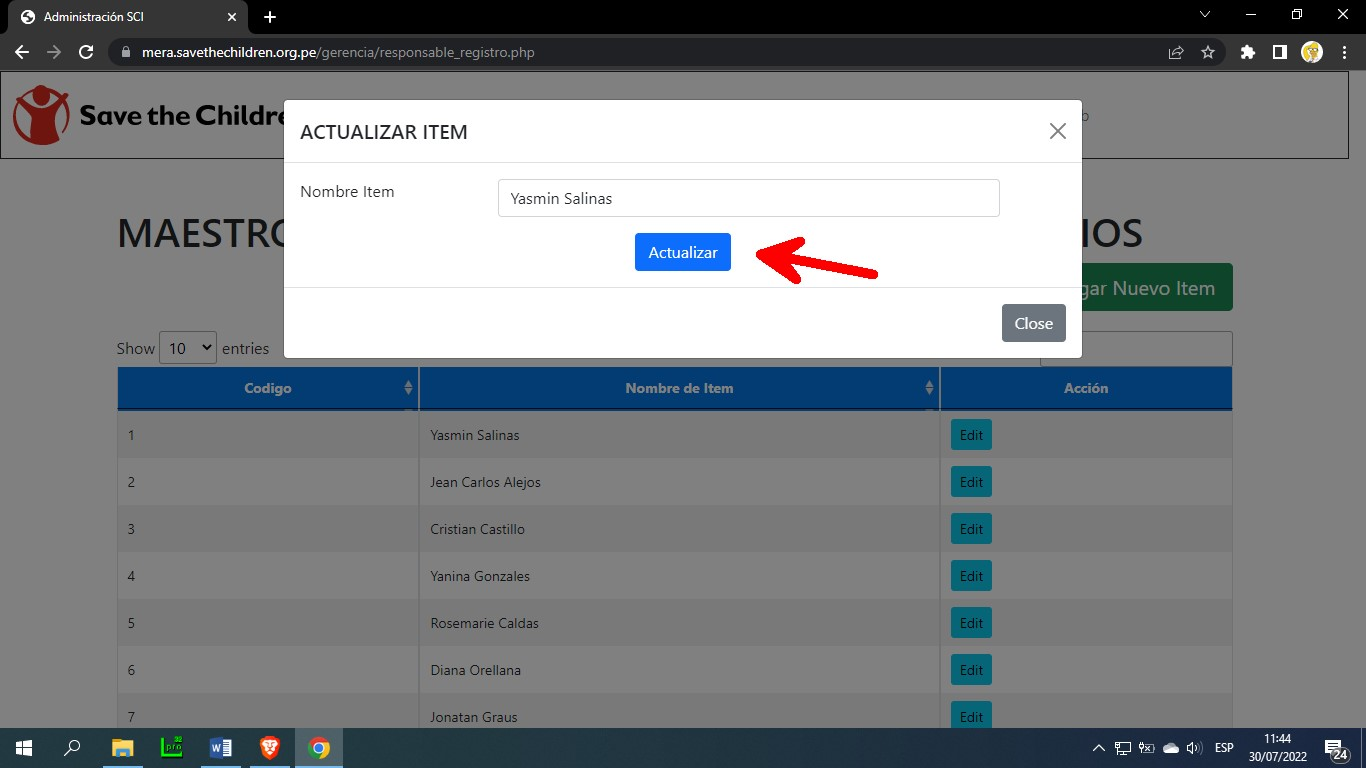 Administración SCI
mera.savethechildren.org.pe/gerencia/responsable_registro.php
Save the Childre
ACTUALIZAR ITEM
Nombre Item
Yasmin Salinas
MAESTRO
IOS
Actualizar
gar Nuevo Item
Close
Show 10 entries
Codigo Nombre de Item Acción
1 Yasmin Salinas Edit
2 Jean Carlos Alejos Edit
3 Cristian Castillo Edit
4 Yanina Gonzales Edit
5 Rosemarie Caldas Edit
6 Diana Orellana Edit
7 Jonatan Graus Edit
ESP
11:44
30/07/2022
24